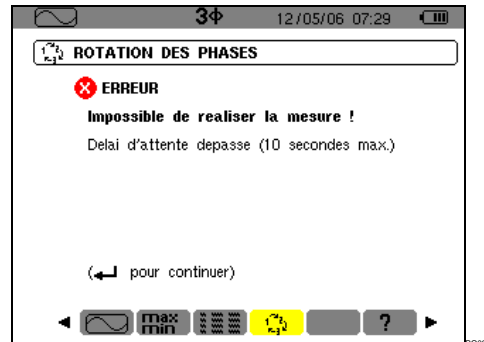 3Φ 12/05/06 07:29
ROTATION DES PHASES
ERREUR
Impossible de realiser la mesure !
Delai d'attente depasse (10 secondes max.)
(↵ pour continuer)
max min ?